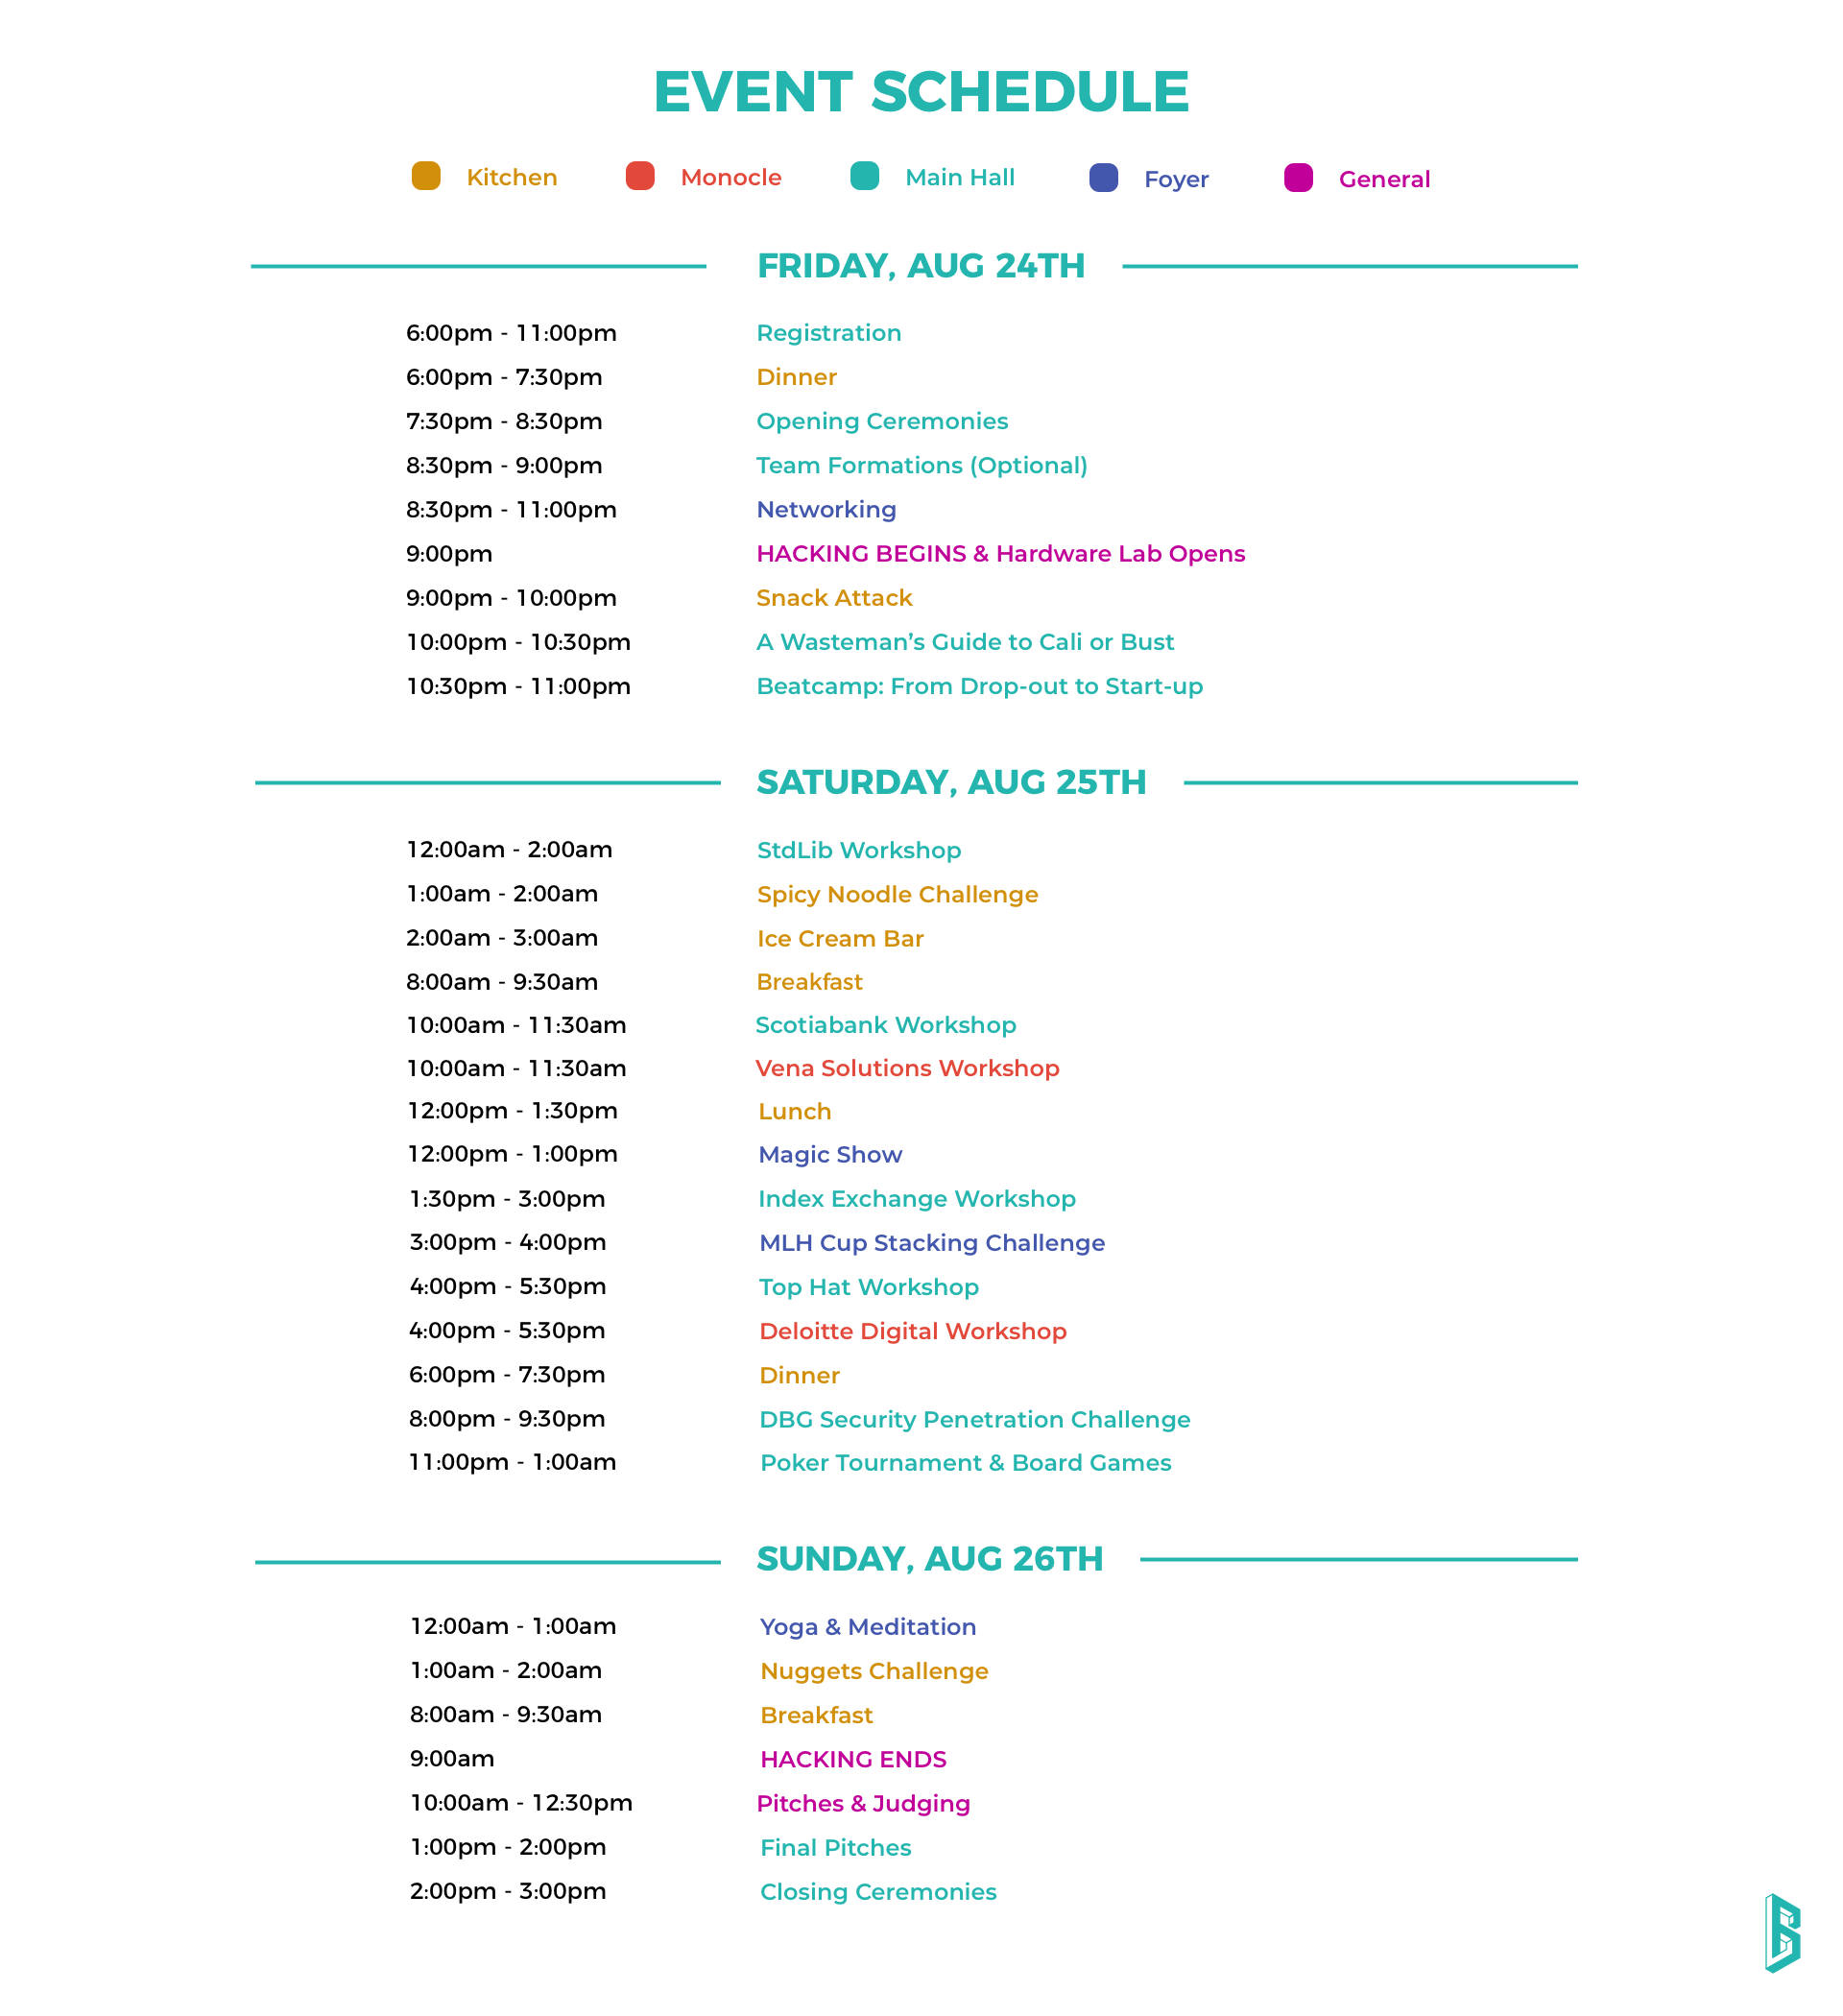 EVENT SCHEDULE
Kitchen Monocle Main Hall Foyer General
FRIDAY, AUG 24TH
6:00pm - 11:00pm Registration
6:00pm - 7:30pm Dinner
7:30pm - 8:30pm Opening Ceremonies
8:30pm - 9:00pm Team Formations (Optional)
8:30pm - 11:00pm Networking
9:00pm HACKING BEGINS & Hardware Lab Opens
9:00pm - 10:00pm Snack Attack
10:00pm - 10:30pm A Wasteman’s Guide to Cali or Bust
10:30pm - 11:00pm Beatcamp: From Drop-out to Start-up
SATURDAY, AUG 25TH
12:00am - 2:00am StdLib Workshop
1:00am - 2:00am Spicy Noodle Challenge
2:00am - 3:00am Ice Cream Bar
8:00am - 9:30am Breakfast
10:00am - 11:30am Scotiabank Workshop
10:00am - 11:30am Vena Solutions Workshop
12:00pm - 1:30pm Lunch
12:00pm - 1:00pm Magic Show
1:30pm - 3:00pm Index Exchange Workshop
3:00pm - 4:00pm MLH Cup Stacking Challenge
4:00pm - 5:30pm Top Hat Workshop
4:00pm - 5:30pm Deloitte Digital Workshop
6:00pm - 7:30pm Dinner
8:00pm - 9:30pm DBG Security Penetration Challenge
11:00pm - 1:00am Poker Tournament & Board Games
SUNDAY, AUG 26TH
12:00am - 1:00am Yoga & Meditation
1:00am - 2:00am Nuggets Challenge
8:00am - 9:30am Breakfast
9:00am HACKING ENDS
10:00am - 12:30pm Pitches & Judging
1:00pm - 2:00pm Final Pitches
2:00pm - 3:00pm Closing Ceremonies